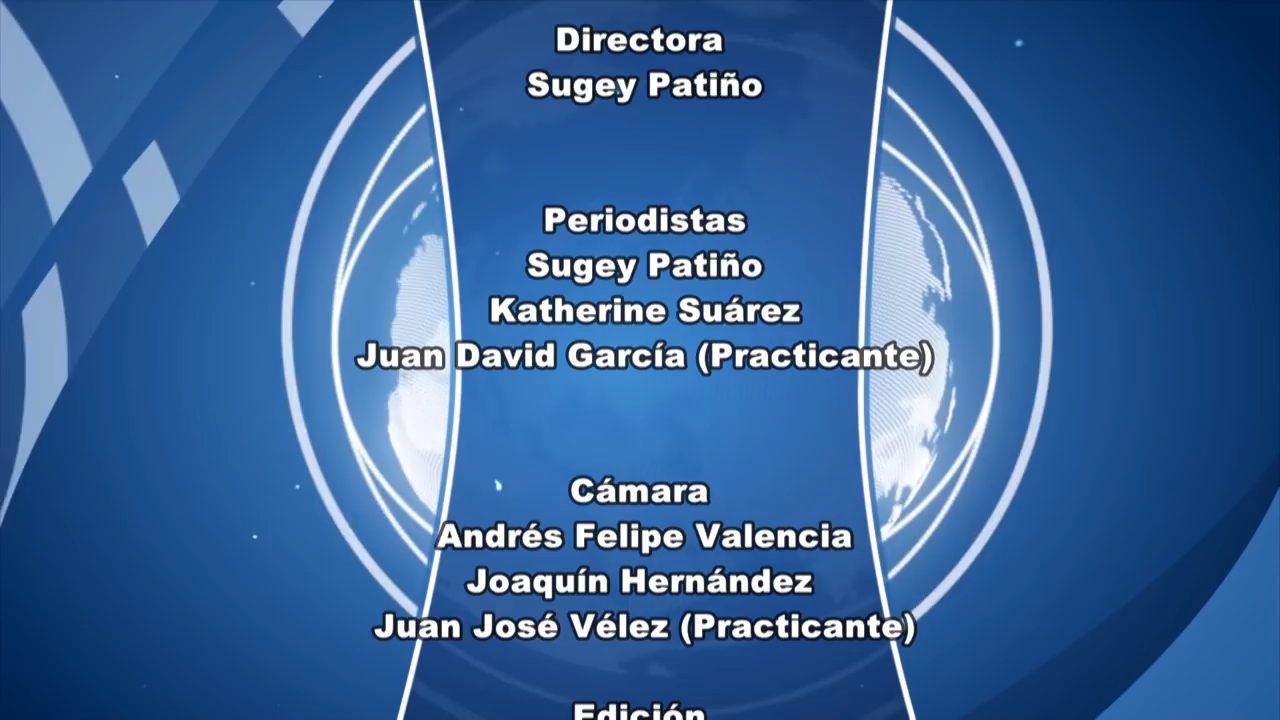 Directora
Sugey Patiño
Periodistas
Sugey Patiño
Katherine Suárez
Juan David García (Practicante)
Cámara
Andrés Felipe Valencia
Joaquín Hernández
Juan José Vélez (Practicante)
Edición